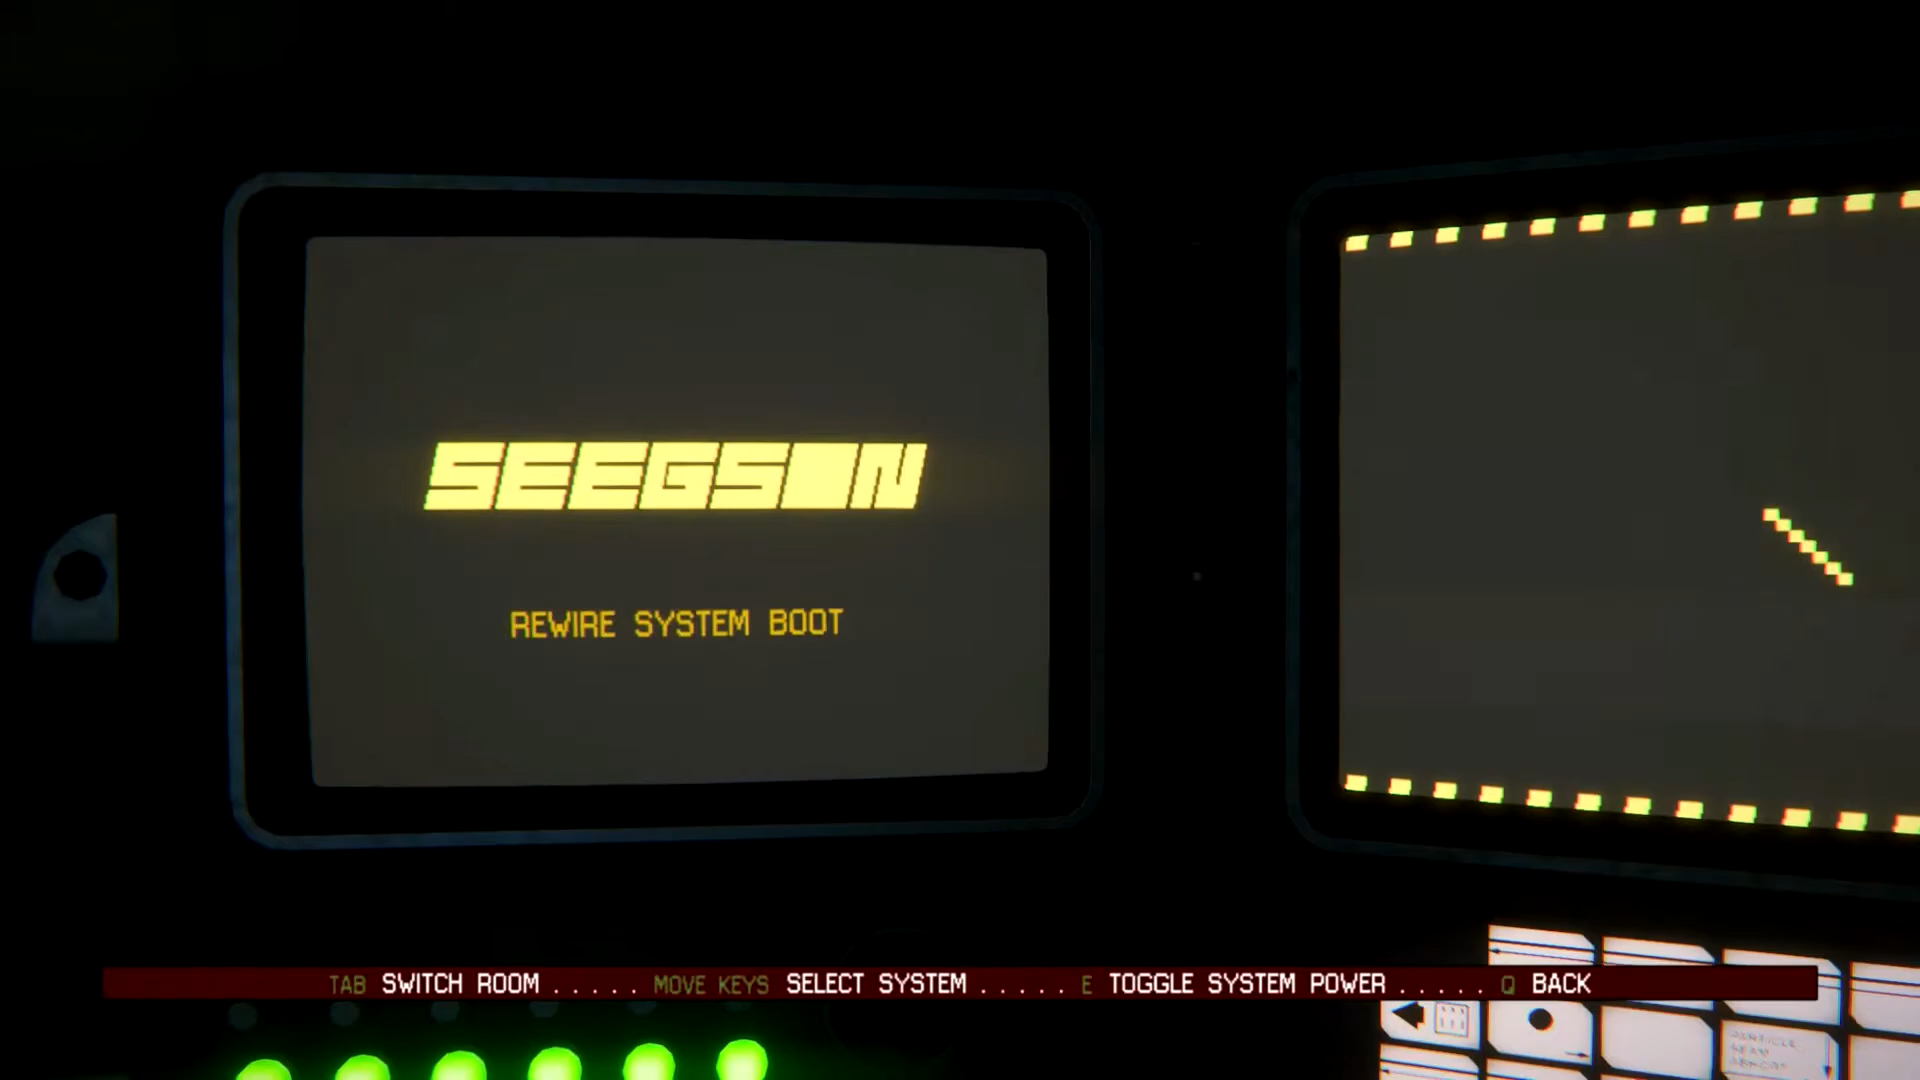 SEEGSON
REWIRE SYSTEM BOOT
TAB SWITCH ROOM ..... MOVE KEYS SELECT SYSTEM ..... E TOGGLE SYSTEM POWER ..... Q BACK